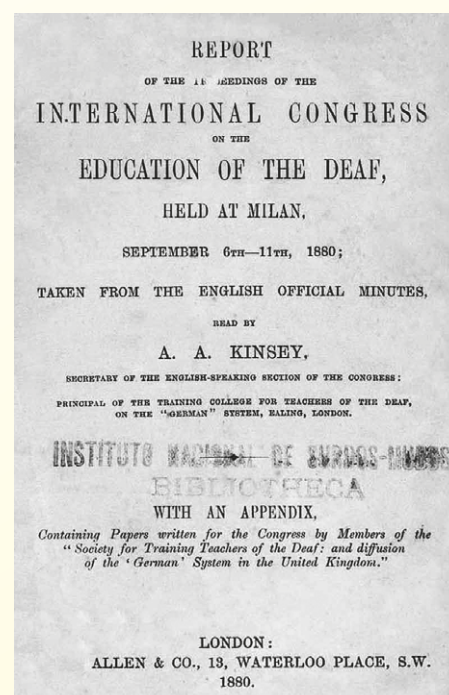 REPORT
OF THE PROCEEDINGS OF THE
INTERNATIONAL CONGRESS
ON THE
EDUCATION OF THE DEAF,
HELD AT MILAN,
SEPTEMBER 6TH—11TH, 1880;
TAKEN FROM THE ENGLISH OFFICIAL MINUTES,
READ BY
A. A. KINSEY,
SECRETARY OF THE ENGLISH-SPEAKING SECTION OF THE CONGRESS:
PRINCIPAL OF THE TRAINING COLLEGE FOR TEACHERS OF THE DEAF,
ON THE "GERMAN" SYSTEM, EALING, LONDON.
INSTITUTO NACIONAL DE SURDOS-MUDOS
BIBLIOTHECA
WITH AN APPENDIX,
Containing Papers written for the Congress by Members of the
"Society for Training Teachers of the Deaf: and diffusion
of the 'German' System in the United Kingdom."
LONDON:
ALLEN & CO., 13, WATERLOO PLACE, S.W.
1880.